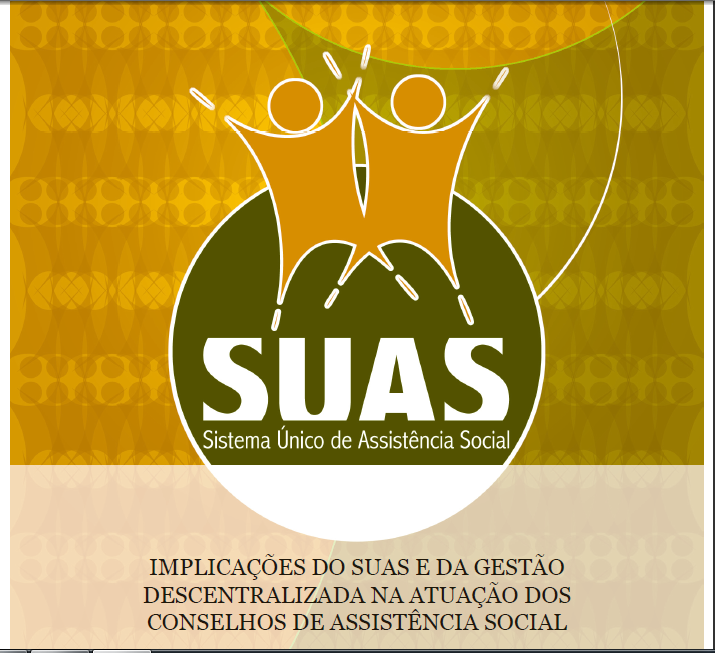 SUAS
Sistema Único de Assistência Social
IMPLICAÇÕES DO SUAS E DA GESTÃO
DESCENTRALIZADA NA ATUAÇÃO DOS
CONSELHOS DE ASSISTÊNCIA SOCIAL